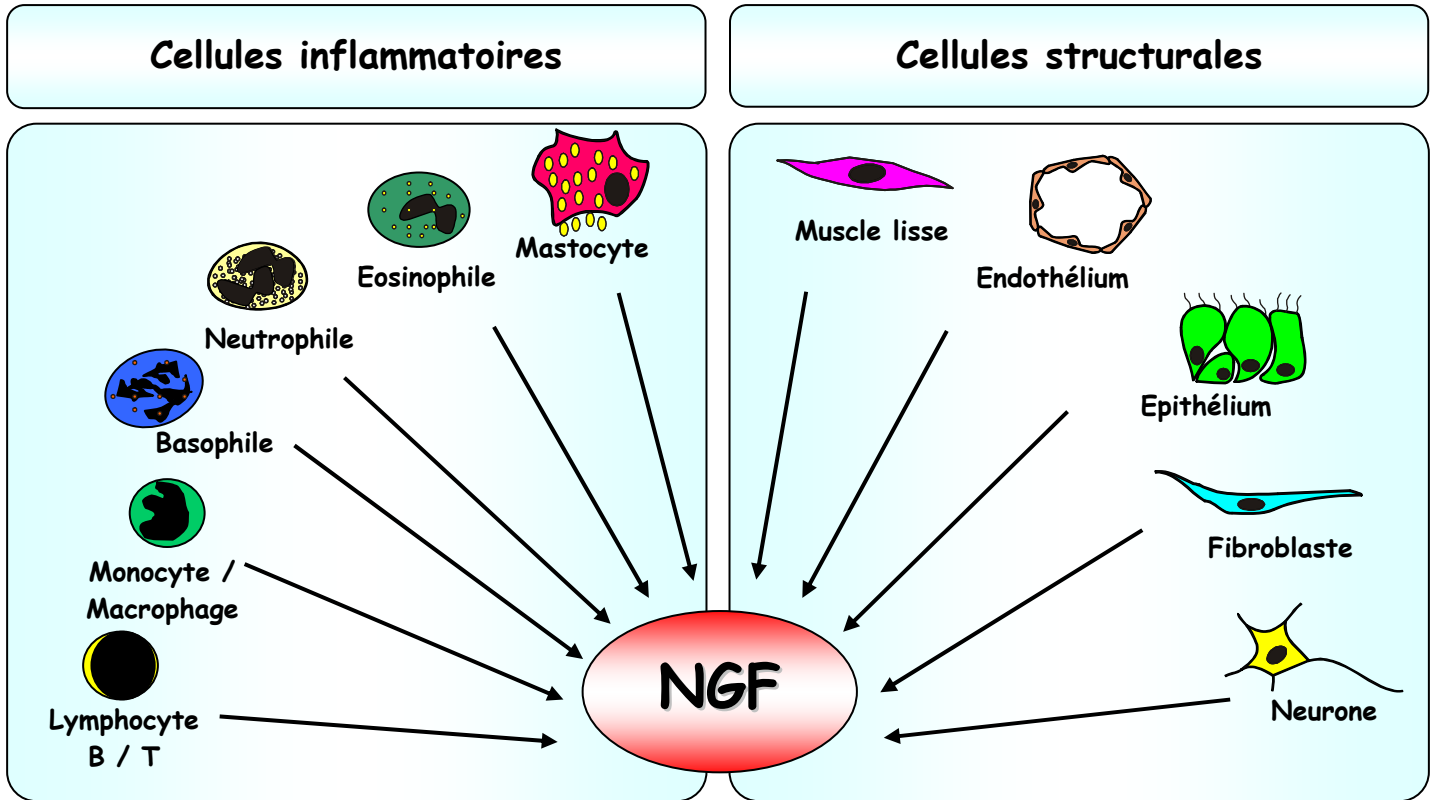 Cellules inflammatoires
Cellules structurales
Mastocyte
Eosinophile
Neutrophile
Basophile
Monocyte /
Macrophage
Lymphocyte
B / T
Muscle lisse
Endothélium
Epithélium
Fibroblaste
Neurone
NGF